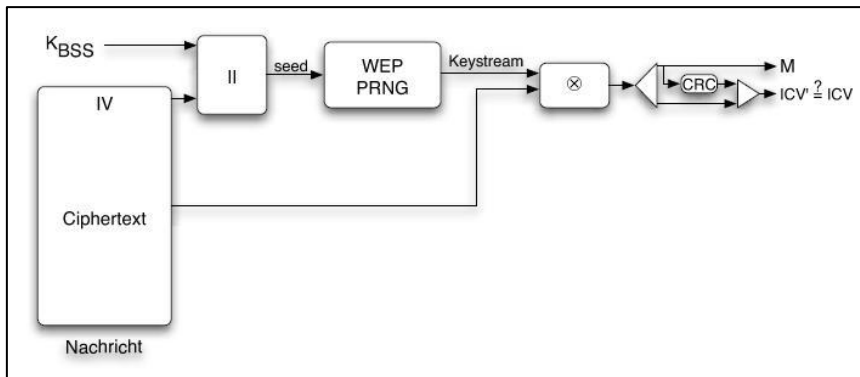 K_BSS
II
seed
WEP
PRNG
Keystream
⊗
CRC
M
ICV' ≟ ICV
IV
Ciphertext
Nachricht